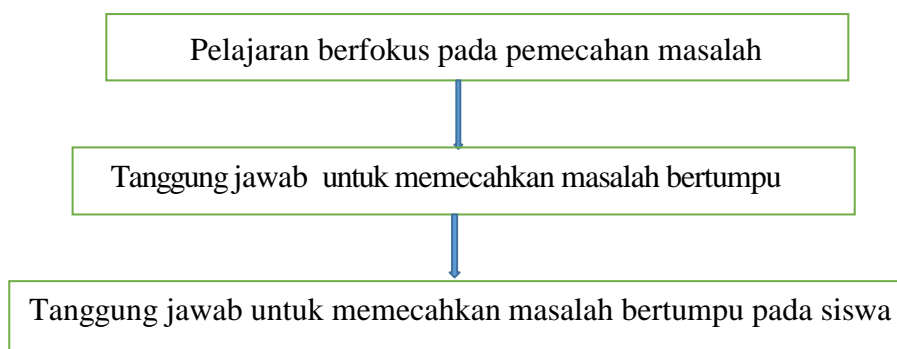 Pelajaran berfokus pada pemecahan masalah
Tanggung jawab untuk memecahkan masalah bertumpu
Tanggung jawab untuk memecahkan masalah bertumpu pada siswa